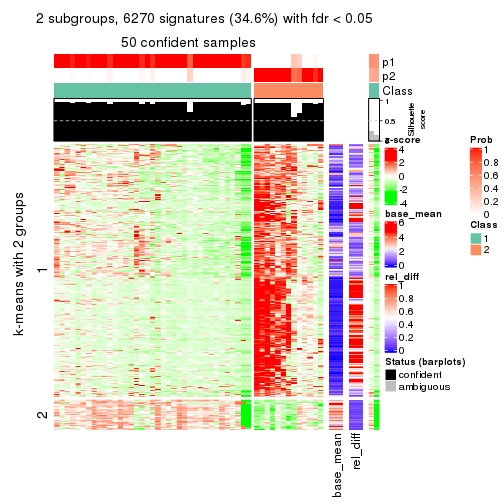 2 subgroups, 6270 signatures (34.6%) with fdr < 0.05
50 confident samples
p1
p2
Class
1
0.5
0
Silhouette
score
k-means with 2 groups
1
2
base_mean
rel_diff
z-score
4
2
0
-2
-4
base_mean
6
4
2
0
rel_diff
1
0.8
0.6
0.4
0.2
0
Status (barplots)
confident
ambiguous
Prob
1
0.8
0.6
0.4
0.2
0
Class
1
2